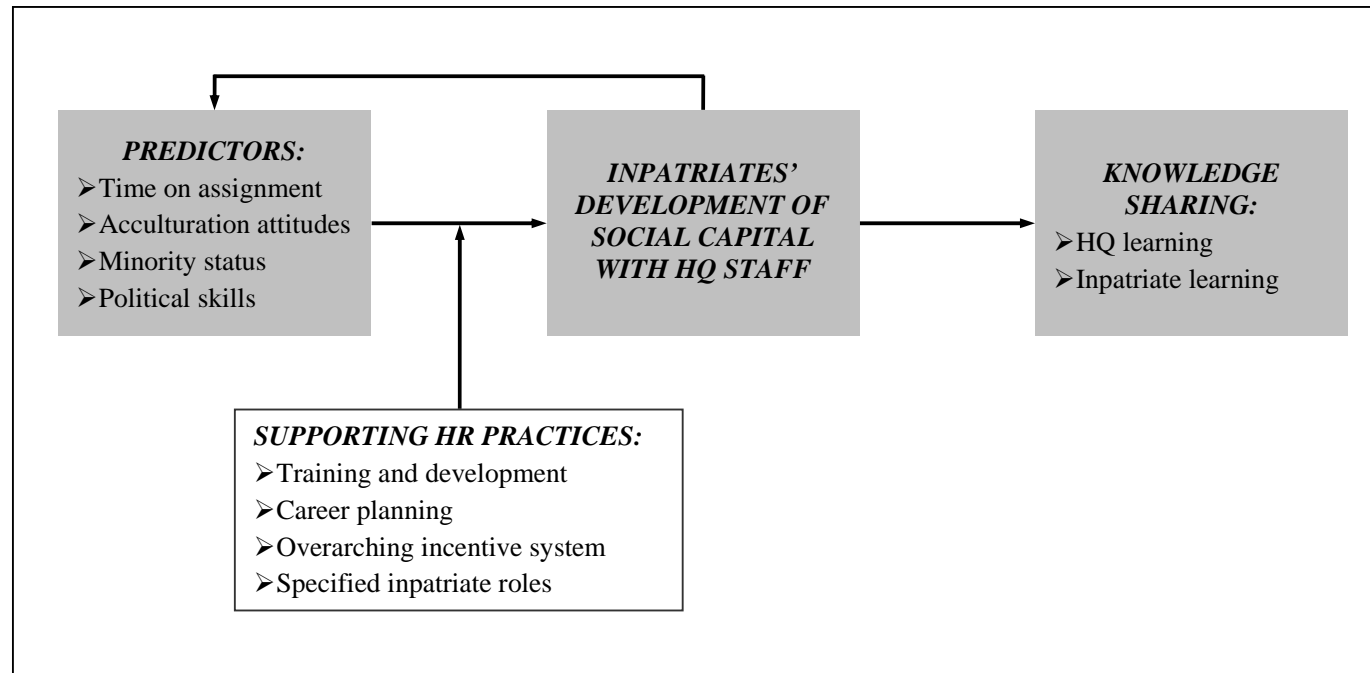 PREDICTORS:
➢Time on assignment
➢Acculturation attitudes
➢Minority status
➢Political skills
INPATRIATES’
DEVELOPMENT OF
SOCIAL CAPITAL
WITH HQ STAFF
KNOWLEDGE
SHARING:
➢HQ learning
➢Inpatriate learning
SUPPORTING HR PRACTICES:
➢Training and development
➢Career planning
➢Overarching incentive system
➢Specified inpatriate roles